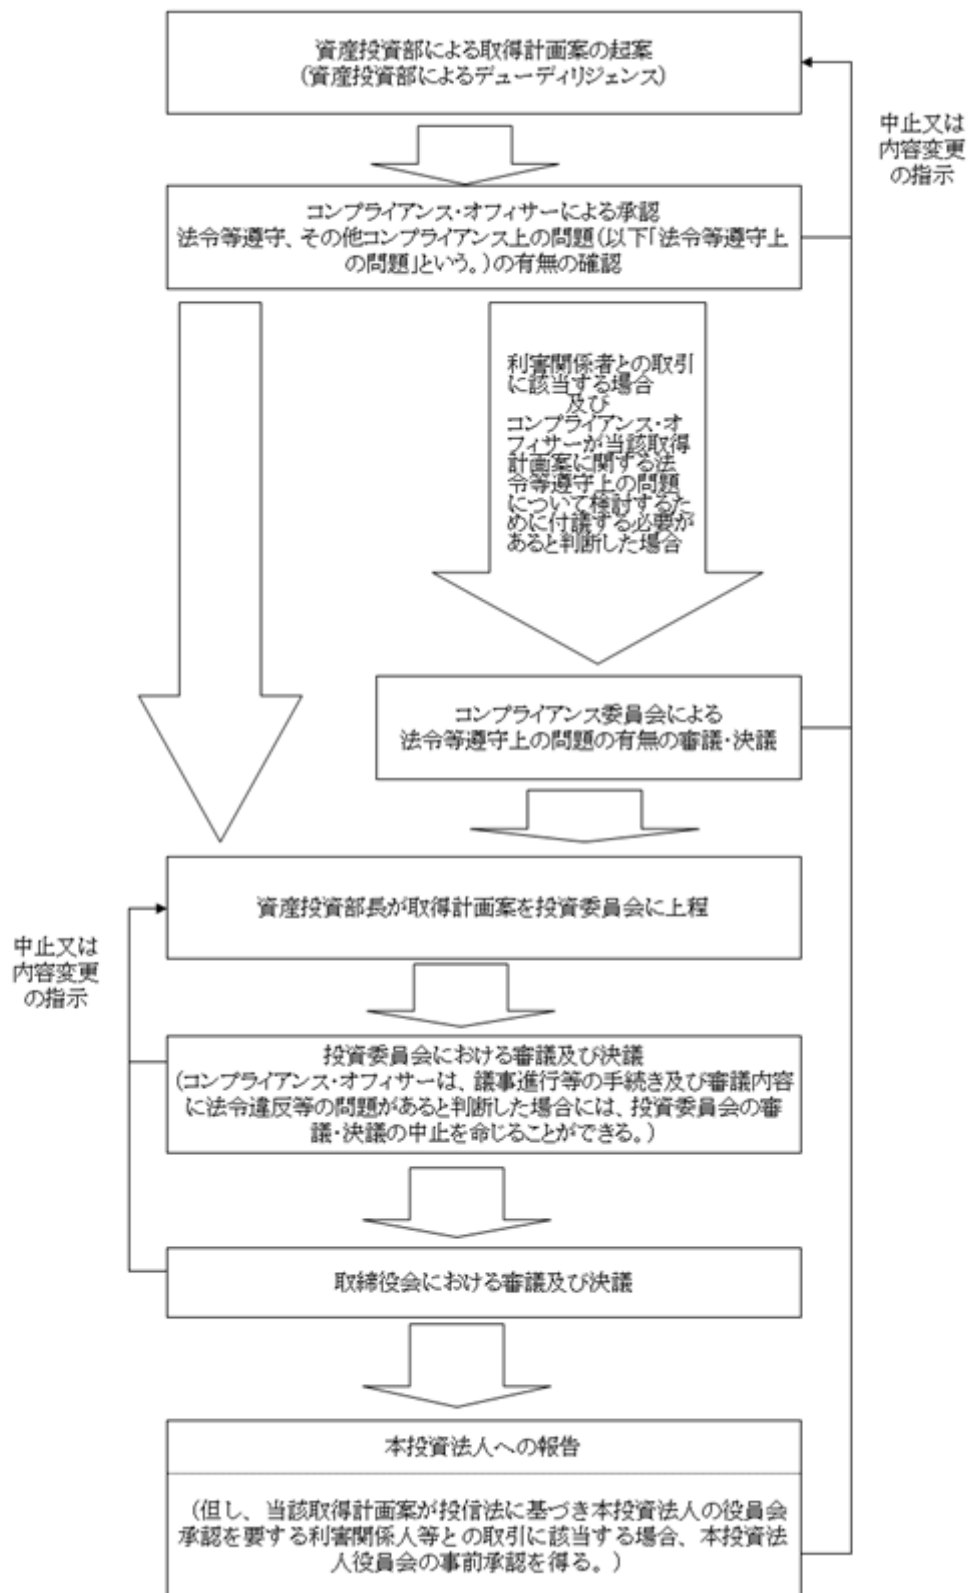 資産投資部による取得計画案の起案
(資産投資部によるデューディリジェンス)
中止又は
内容変更
の指示
コンプライアンス・オフィサーによる承認
法令等遵守、その他コンプライアンス上の問題(以下「法令等遵守上
の問題」という。)の有無の確認
利害関係者との取引
に該当する場合
及び
コンプライアンス・オ
フィサーが当該取得
計画案に関する法
令等遵守上の問題
について検討するた
めに付議する必要が
あると判断した場合
コンプライアンス委員会による
法令等遵守上の問題の有無の審議・決議
資産投資部長が取得計画案を投資委員会に上程
中止又は
内容変更
の指示
投資委員会における審議及び決議
(コンプライアンス・オフィサーは、議事進行等の手続き及び審議内容
に法令違反等の問題があると判断した場合には、投資委員会の審
議・決議の中止を命じることができる。)
取締役会における審議及び決議
本投資法人への報告
(但し、当該取得計画案が投信法に基づき本投資法人の役員会
承認を要する利害関係人等との取引に該当する場合、本投資法
人役員会の事前承認を得る。)